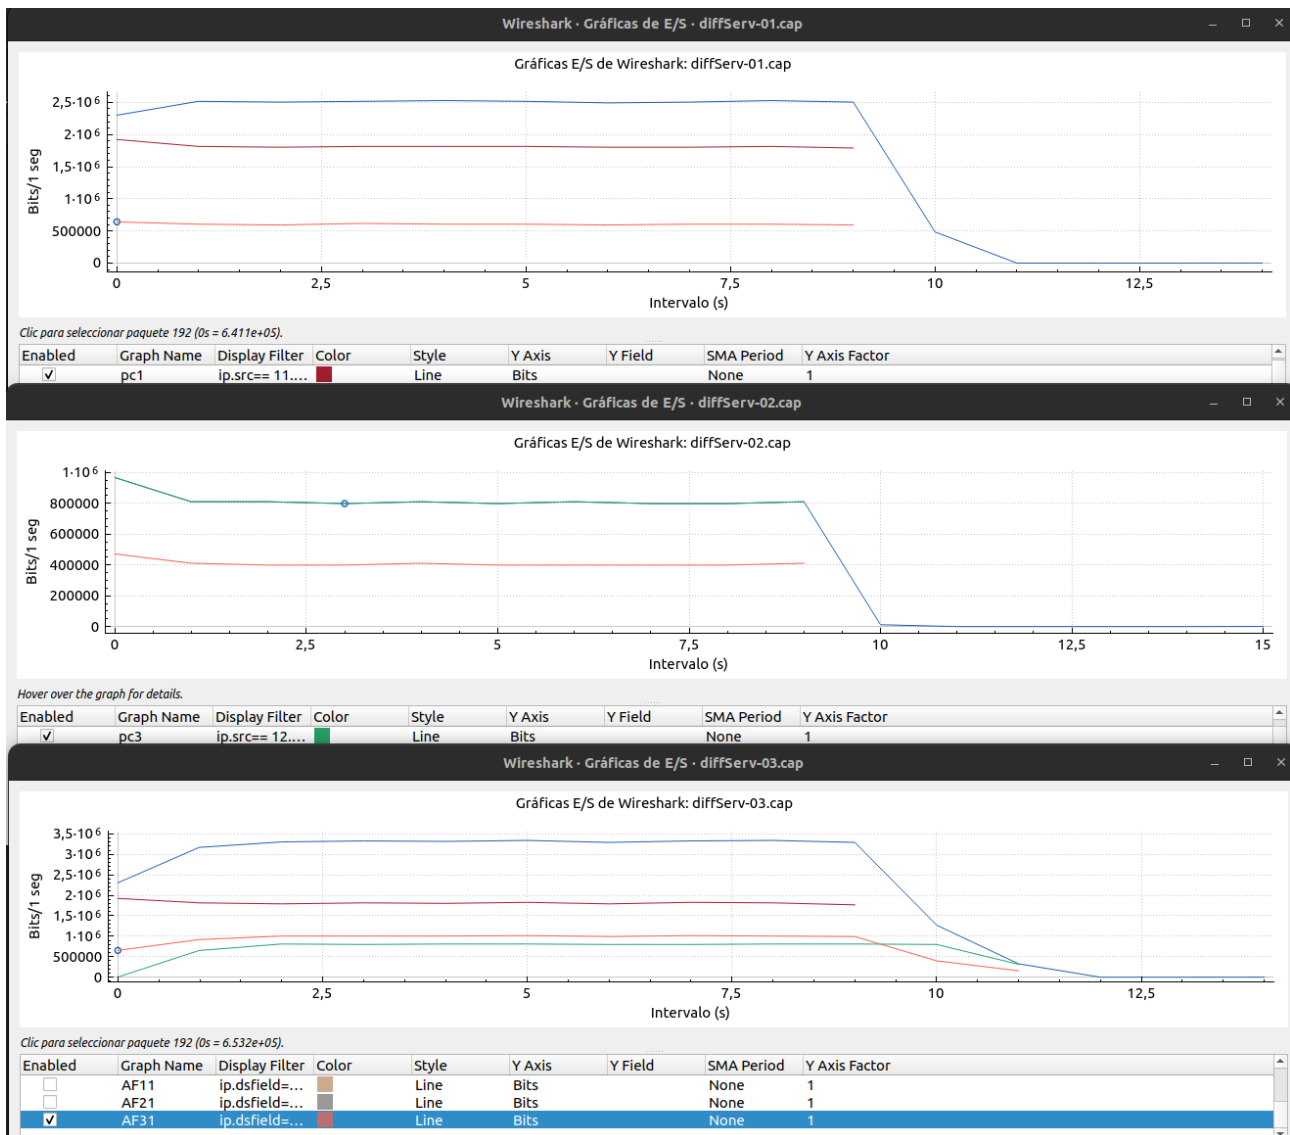 Wireshark · Gráficas de E/S · diffServ-01.cap
Gráficas E/S de Wireshark: diffServ-01.cap
2,5·10⁶
2·10⁶
1,5·10⁶
1·10⁶
500000
0
Bits/1 seg
0 2,5 5 7,5 10 12,5
Intervalo (s)
Clic para seleccionar paquete 192 (0s = 6.411e+05).
Enabled Graph Name Display Filter Color Style Y Axis Y Field SMA Period Y Axis Factor
pc1 ip.src== 11.... Line Bits None 1
Wireshark · Gráficas de E/S · diffServ-02.cap
Gráficas E/S de Wireshark: diffServ-02.cap
1·10⁶
800000
600000
400000
200000
0
Bits/1 seg
0 2,5 5 7,5 10 12,5 15
Intervalo (s)
Hover over the graph for details.
Enabled Graph Name Display Filter Color Style Y Axis Y Field SMA Period Y Axis Factor
pc3 ip.src== 12.... Line Bits None 1
Wireshark · Gráficas de E/S · diffServ-03.cap
Gráficas E/S de Wireshark: diffServ-03.cap
3,5·10⁶
3·10⁶
2,5·10⁶
2·10⁶
1,5·10⁶
1·10⁶
500000
0
Bits/1 seg
0 2,5 5 7,5 10 12,5
Intervalo (s)
Clic para seleccionar paquete 192 (0s = 6.532e+05).
Enabled Graph Name Display Filter Color Style Y Axis Y Field SMA Period Y Axis Factor
AF11 ip.dsfield=... Line Bits None 1
AF21 ip.dsfield=... Line Bits None 1
AF31 ip.dsfield=... Line Bits None 1